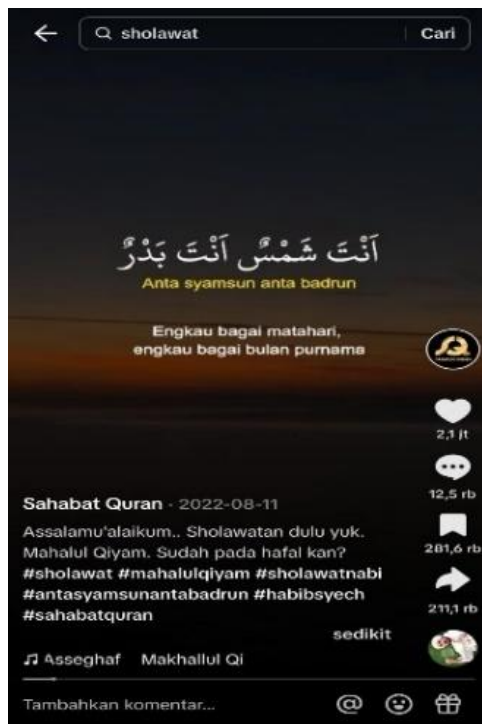 sholawat Cari
اَنْتَ شَمْسٌ اَنْتَ بَدْرٌ
Anta syamsun anta badrun
Engkau bagai matahari,
engkau bagai bulan purnama
2,1 jt
12,5 rb
281,6 rb
211,1 rb
Sahabat Quran · 2022-08-11
Assalamu'alaikum.. Sholawatan dulu yuk.
Mahalul Qiyam. Sudah pada hafal kan?
#sholawat #mahalulqiyam #sholawatnabi
#antasyamsunantabadrun #habibsyech
#sahabatquran
sedikit
Asseghaf Makhallul Qi
Tambahkan komentar...